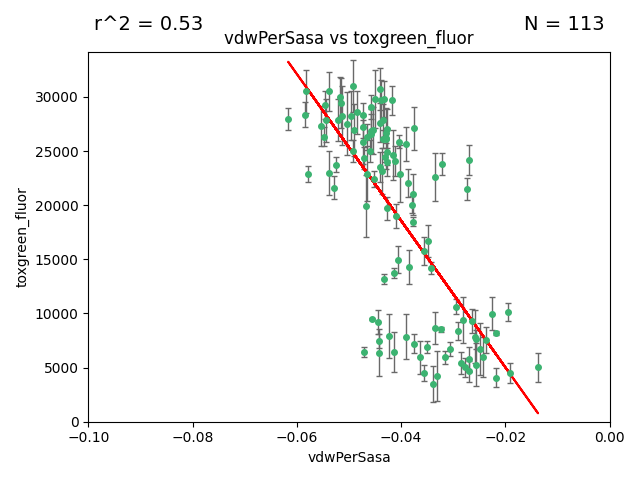 r^2 = 0.53
N = 113
vdwPerSasa vs toxgreen_fluor
30000
25000
20000
15000
10000
5000
0
toxgreen_fluor
−0.10
−0.08
−0.06
−0.04
−0.02
0.00
vdwPerSasa